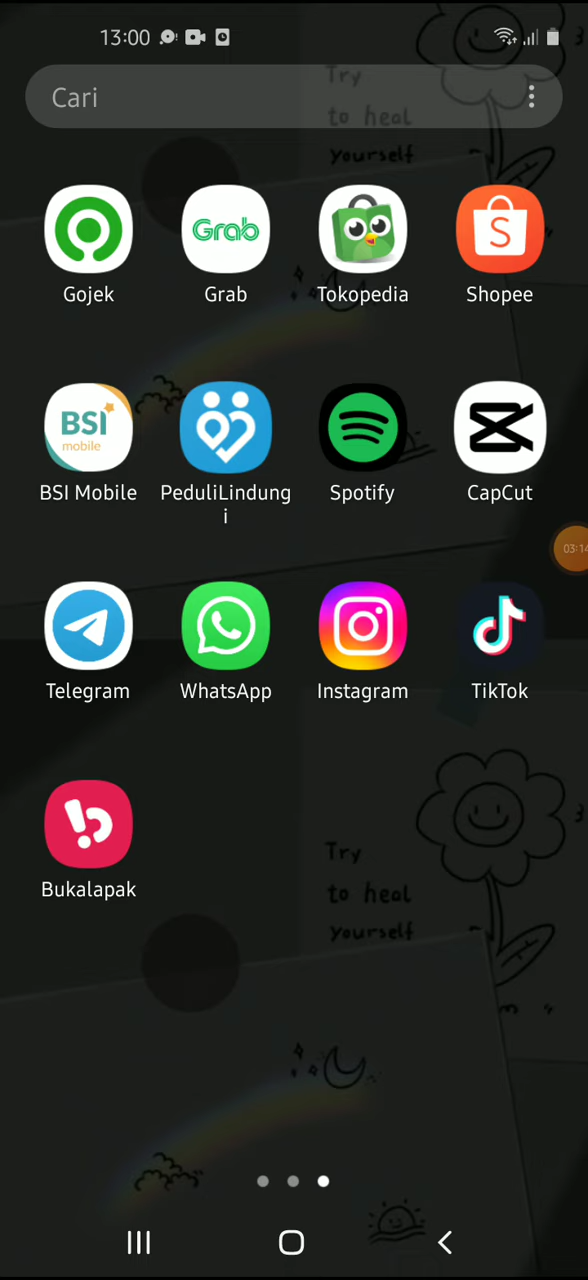 13:00
Cari
Try
to heal
yourself
Grab
S
Gojek
Grab
Tokopedia
Shopee
BSI
mobile
BSI Mobile
PeduliLindung
i
Spotify
CapCut
03:14
Telegram
WhatsApp
Instagram
TikTok
Bukalapak
Try
to heal
yourself